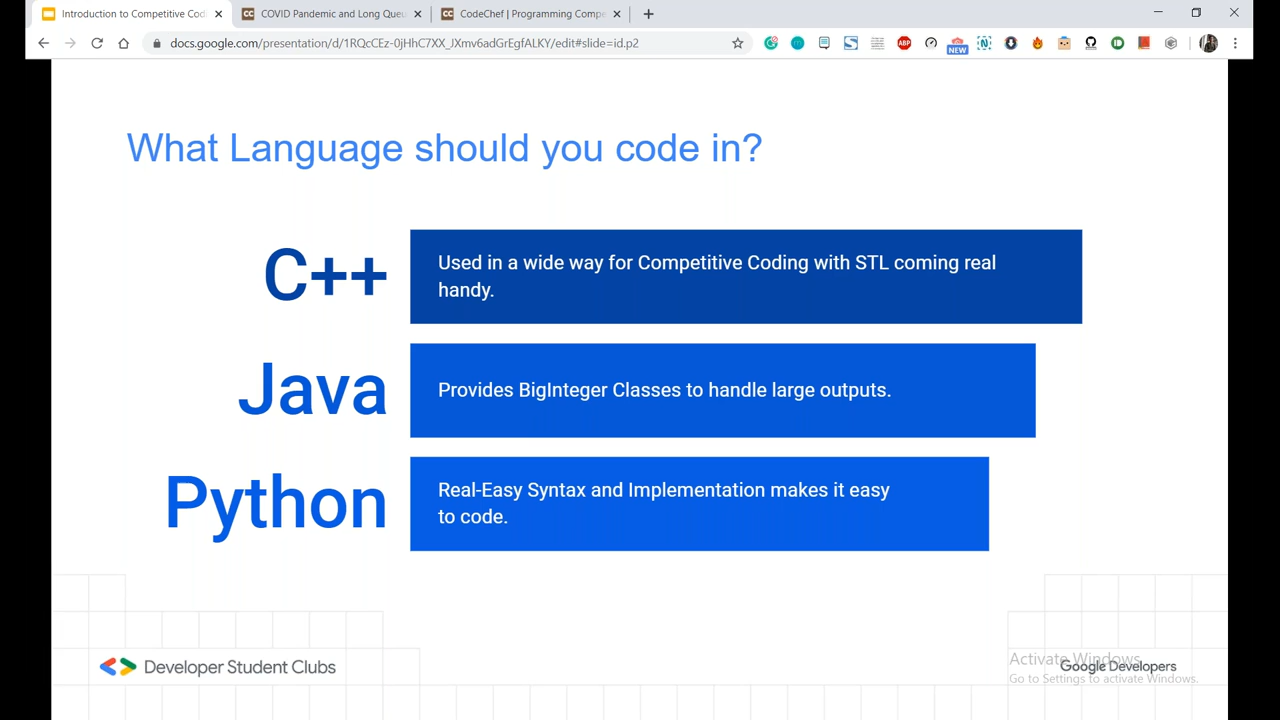 Introduction to Competitive Codi
COVID Pandemic and Long Queu
CodeChef | Programming Compe
docs.google.com/presentation/d/1RQcCEz-0jHhC7XX_JXmv6adGrEgfALKY/edit#slide=id.p2
ABP
NEW
What Language should you code in?
C++
Used in a wide way for Competitive Coding with STL coming real
handy.
Java
Provides BigInteger Classes to handle large outputs.
Python
Real-Easy Syntax and Implementation makes it easy
to code.
Developer Student Clubs
Activate Windows
Google Developers
Go to Settings to activate Windows.